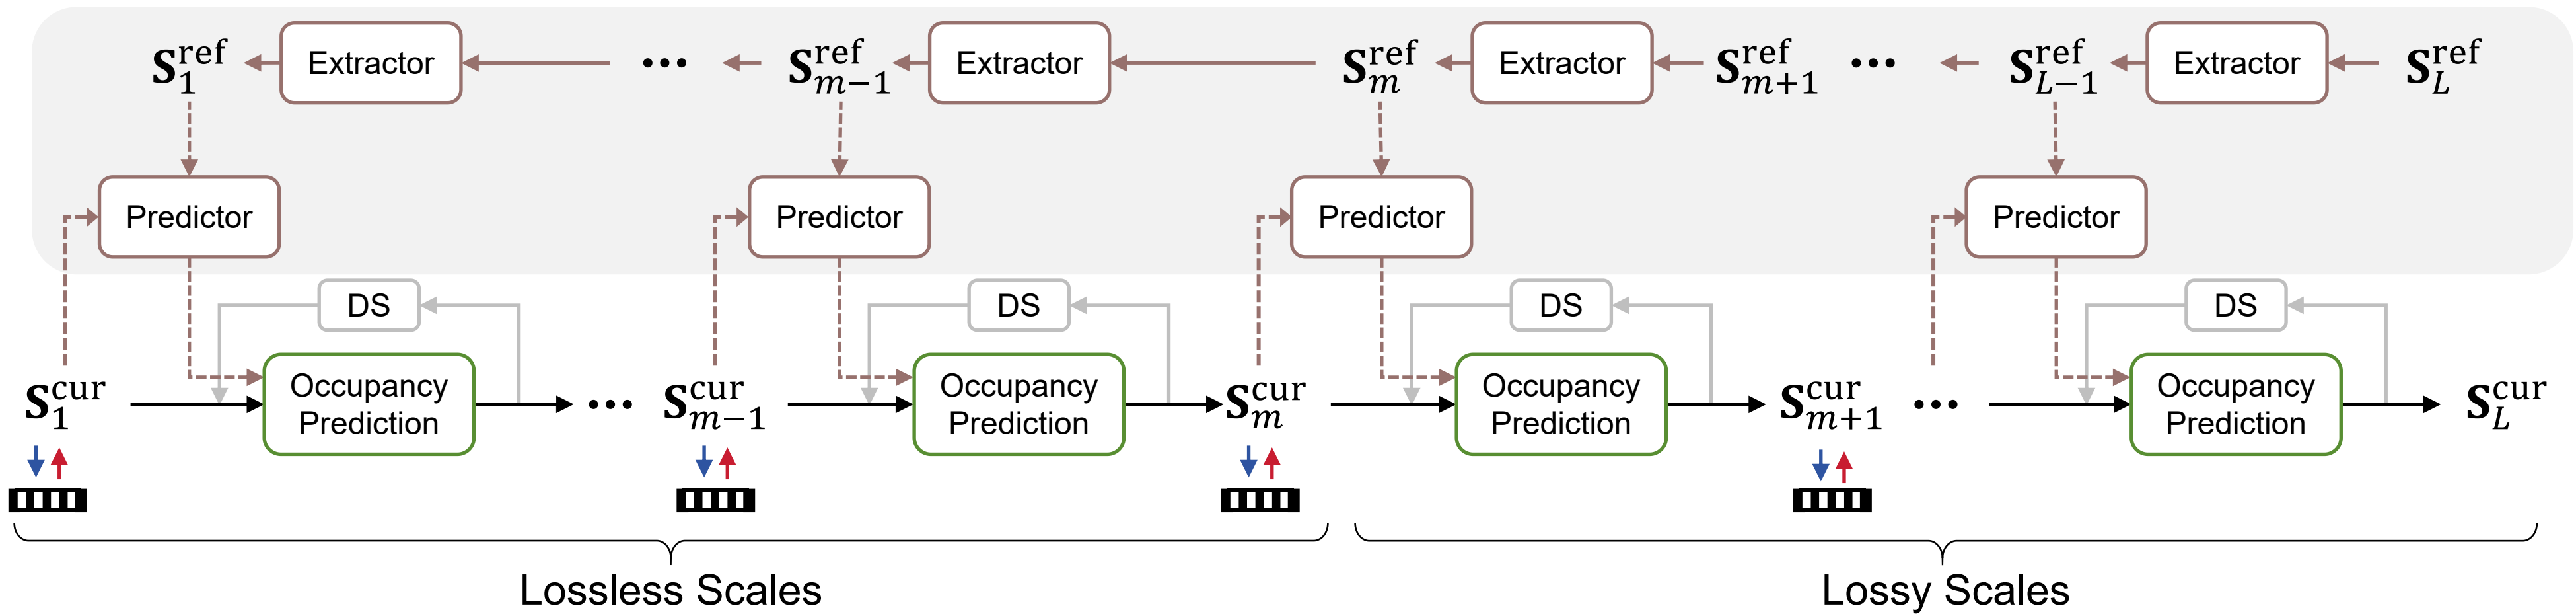 S_1^ref Extractor ... S_{m-1}^ref Extractor S_m^ref Extractor S_{m+1}^ref ... S_{L-1}^ref Extractor S_L^ref
Predictor Predictor Predictor Predictor
DS DS DS DS
S_1^cur Occupancy Prediction ... S_{m-1}^cur Occupancy Prediction S_m^cur Occupancy Prediction S_{m+1}^cur ... Occupancy Prediction S_L^cur
Lossless Scales Lossy Scales